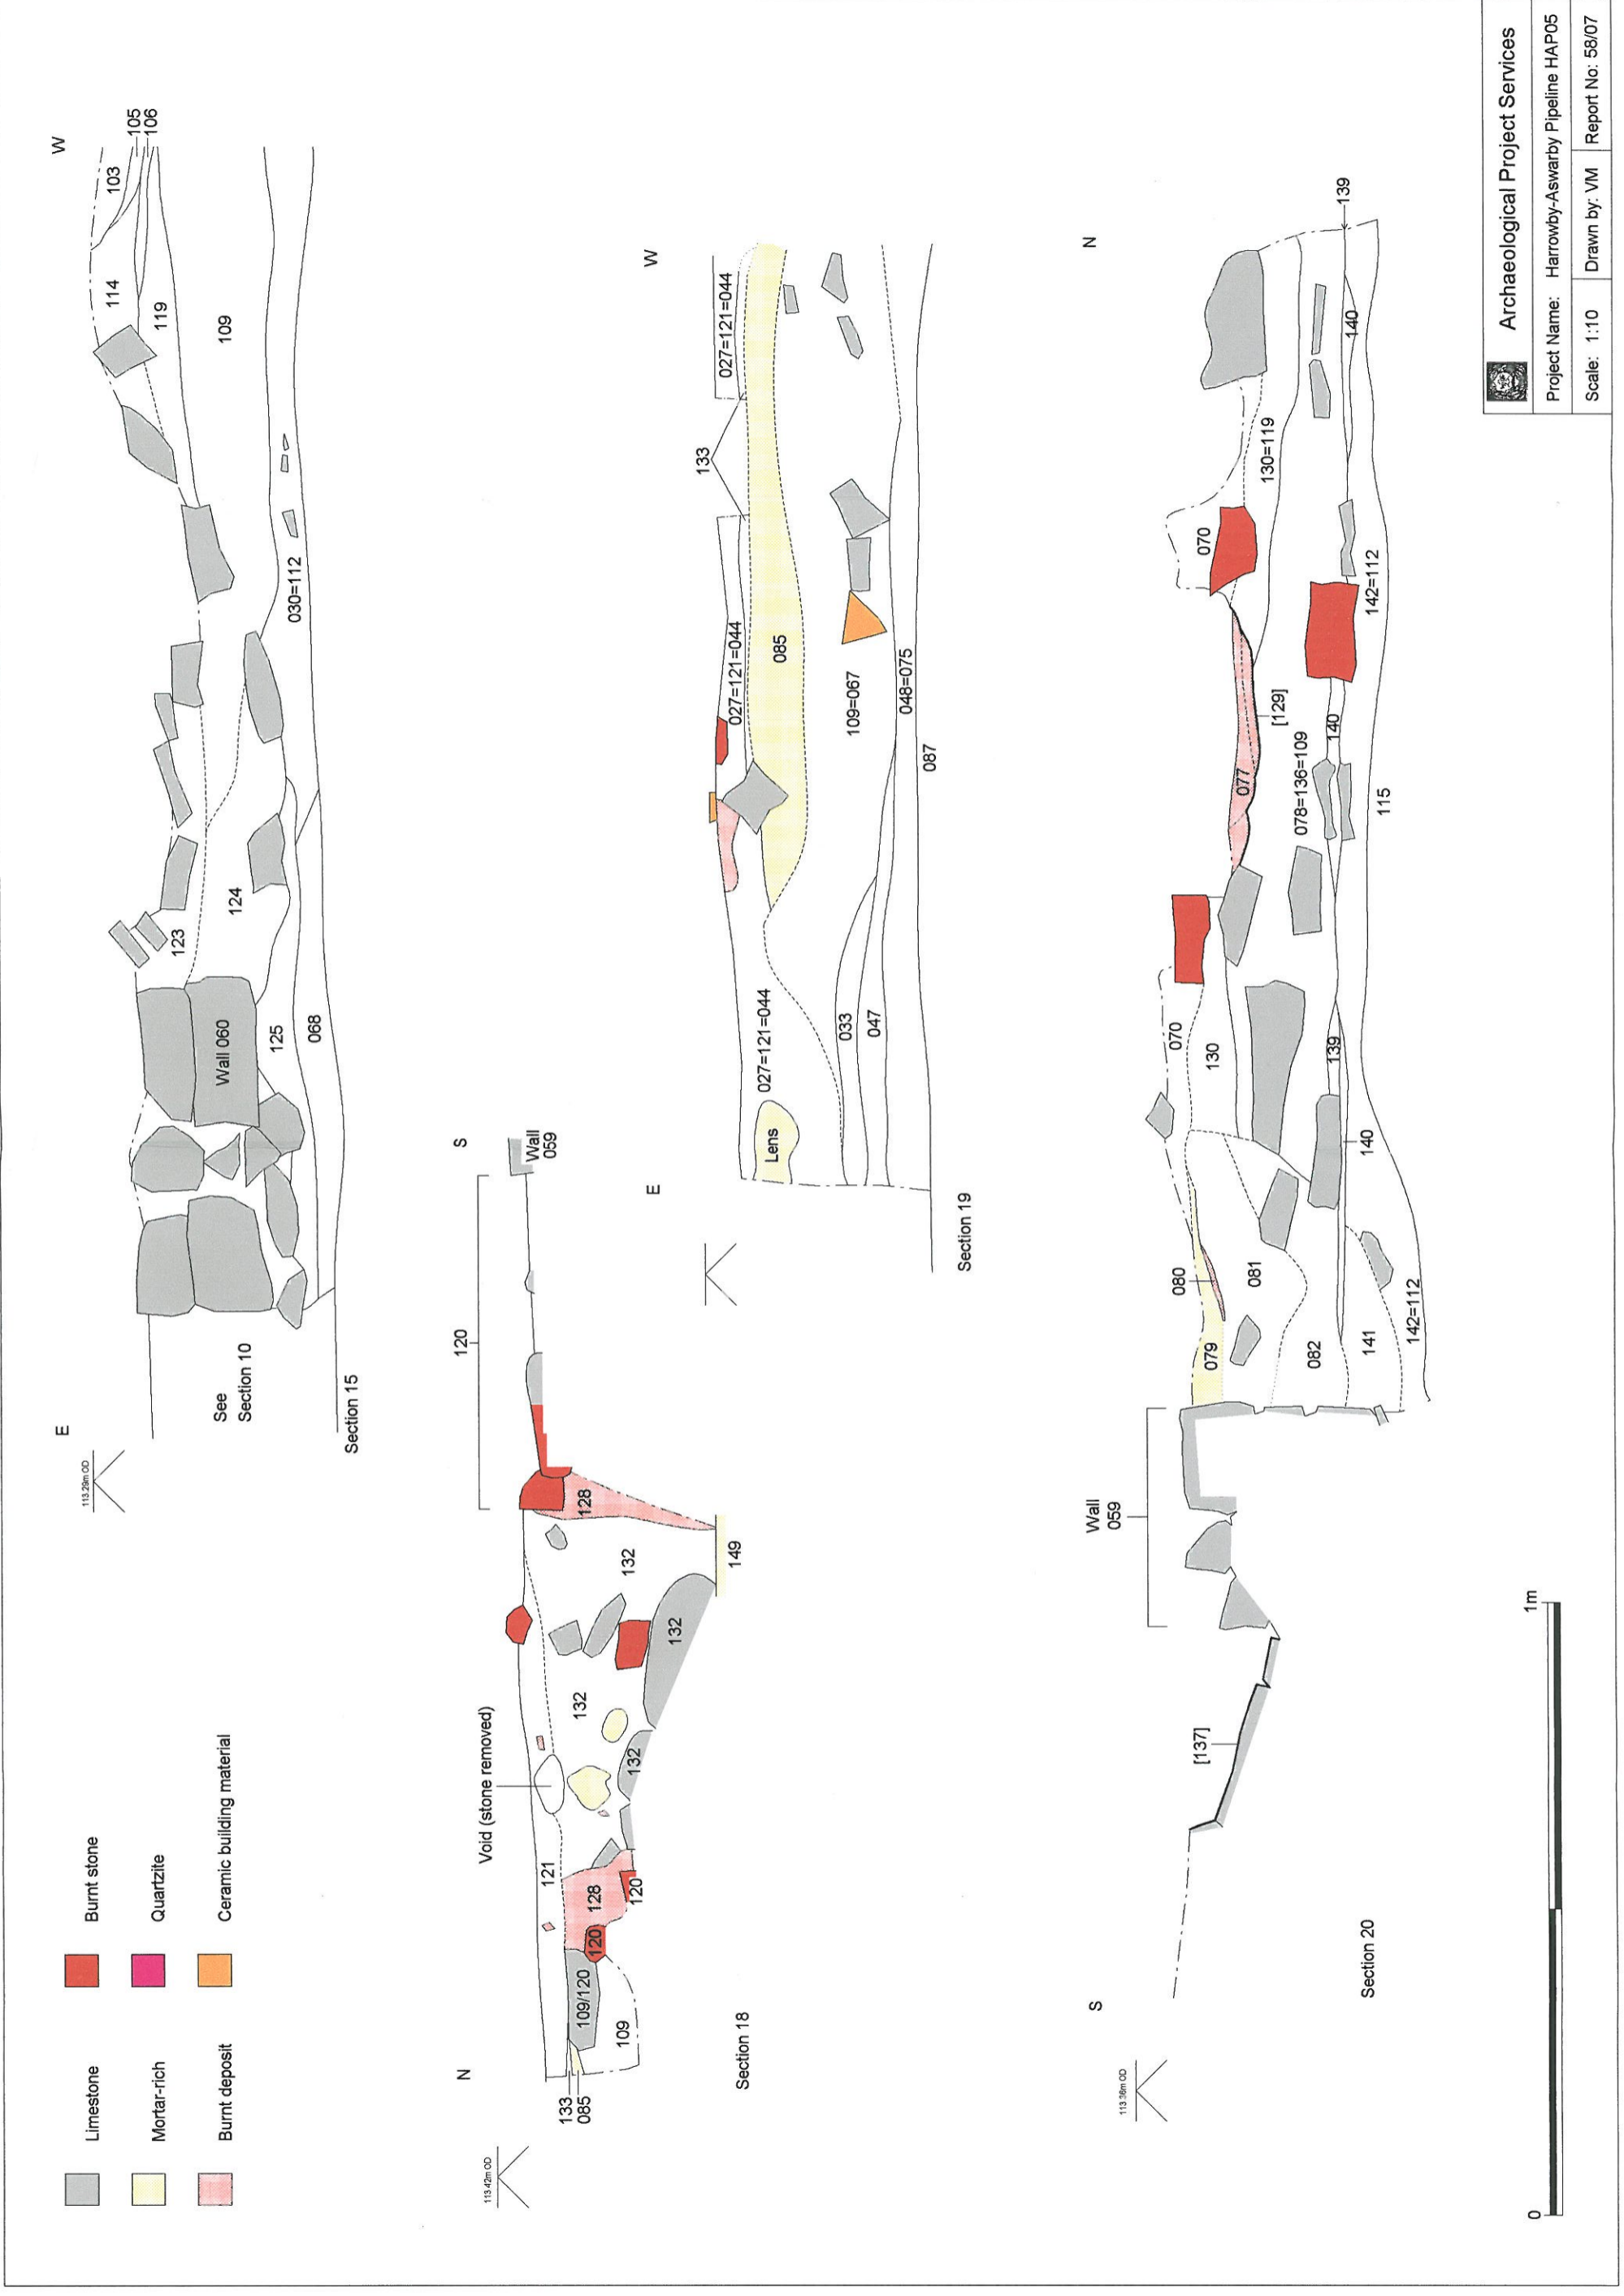 Limestone
Burnt stone
Mortar-rich
Quartzite
Burnt deposit
Ceramic building material
E
W
113.29m OD
See
Section 10
Wall 060
123
124
125
068
030=112
109
119
114
103
105
106
Section 15
N
S
113.42m OD
120
Void (stone removed)
Wall
059
133
085
109/120
109
121
120
128
120
132
132
132
132
128
149
Section 18
E
W
Lens
027=121=044
027=121=044
027=121=044
133
085
033
047
109=067
048=075
087
Section 19
S
N
113.36m OD
[137]
Wall
059
079
080
081
082
141
142=112
140
139
070
130
077
[129]
078=136=109
140
115
142=112
070
130=119
140
139
Section 20
0
1m
Archaeological Project Services
Project Name: Harrowby-Aswarby Pipeline HAP05
Scale: 1:10
Drawn by: VM
Report No: 58/07